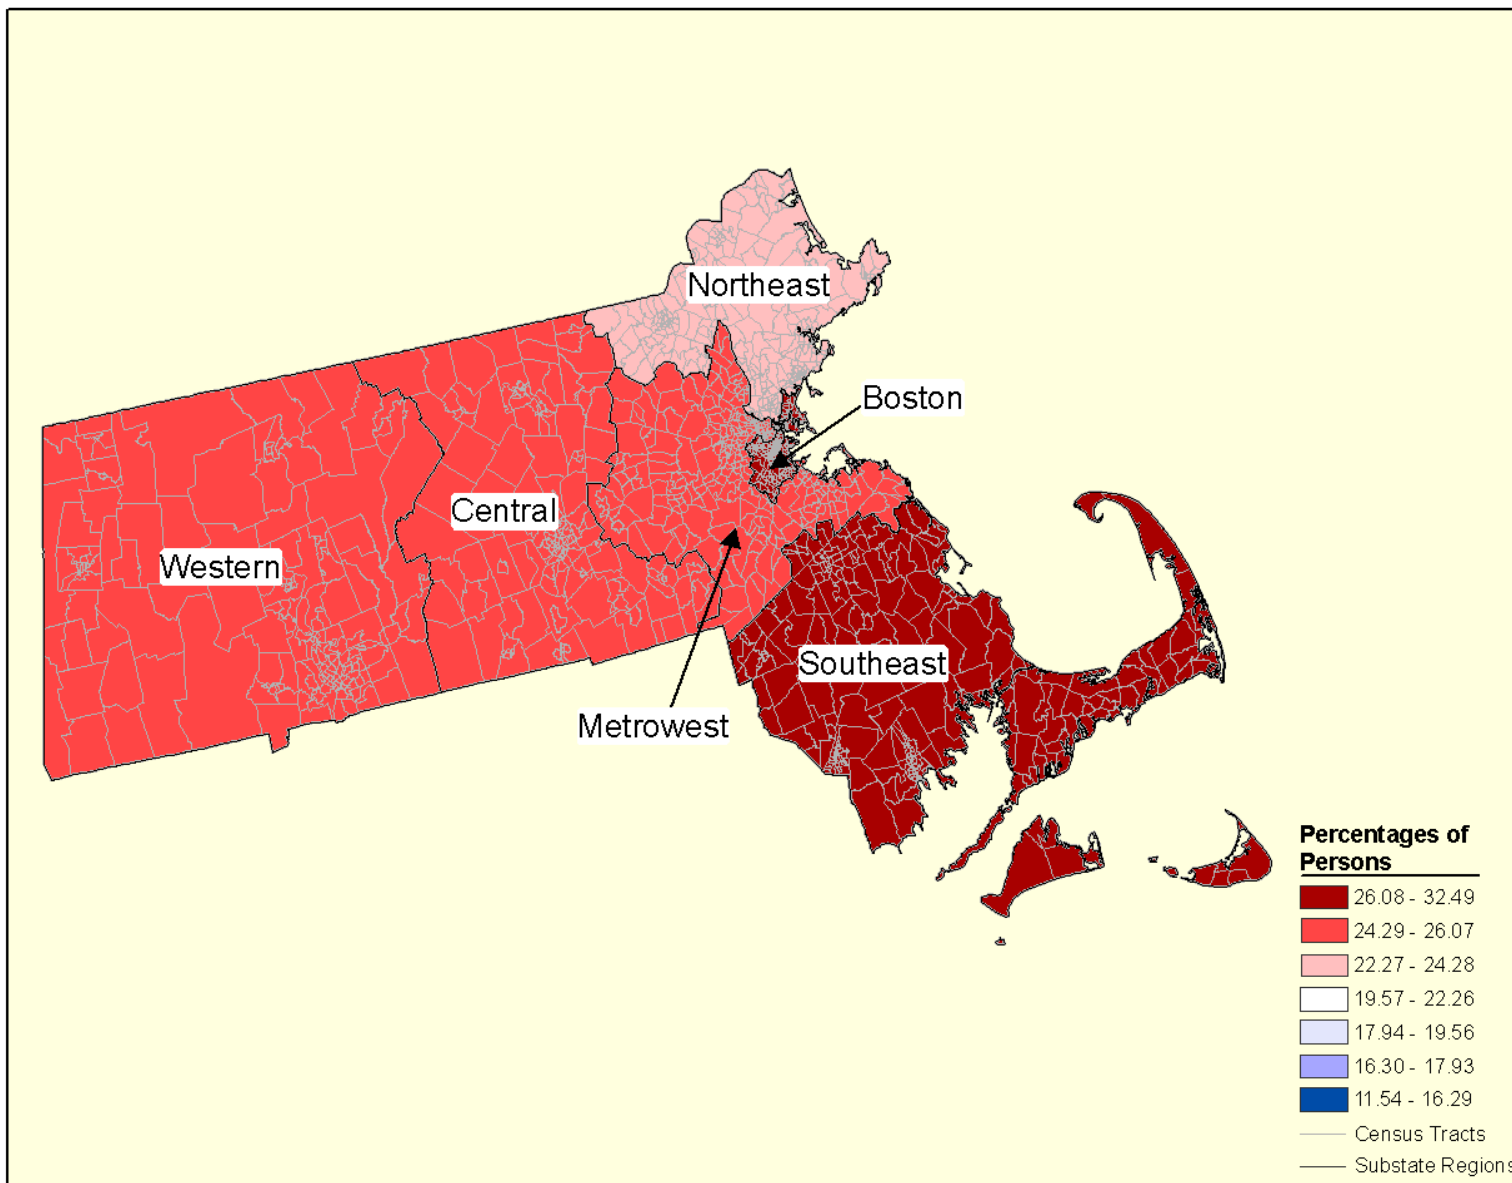 Northeast
Boston
Central
Western
Southeast
Metrowest
Percentages of
Persons
26.08 - 32.49
24.29 - 26.07
22.27 - 24.28
19.57 - 22.26
17.94 - 19.56
16.30 - 17.93
11.54 - 16.29
Census Tracts
Substate Regions